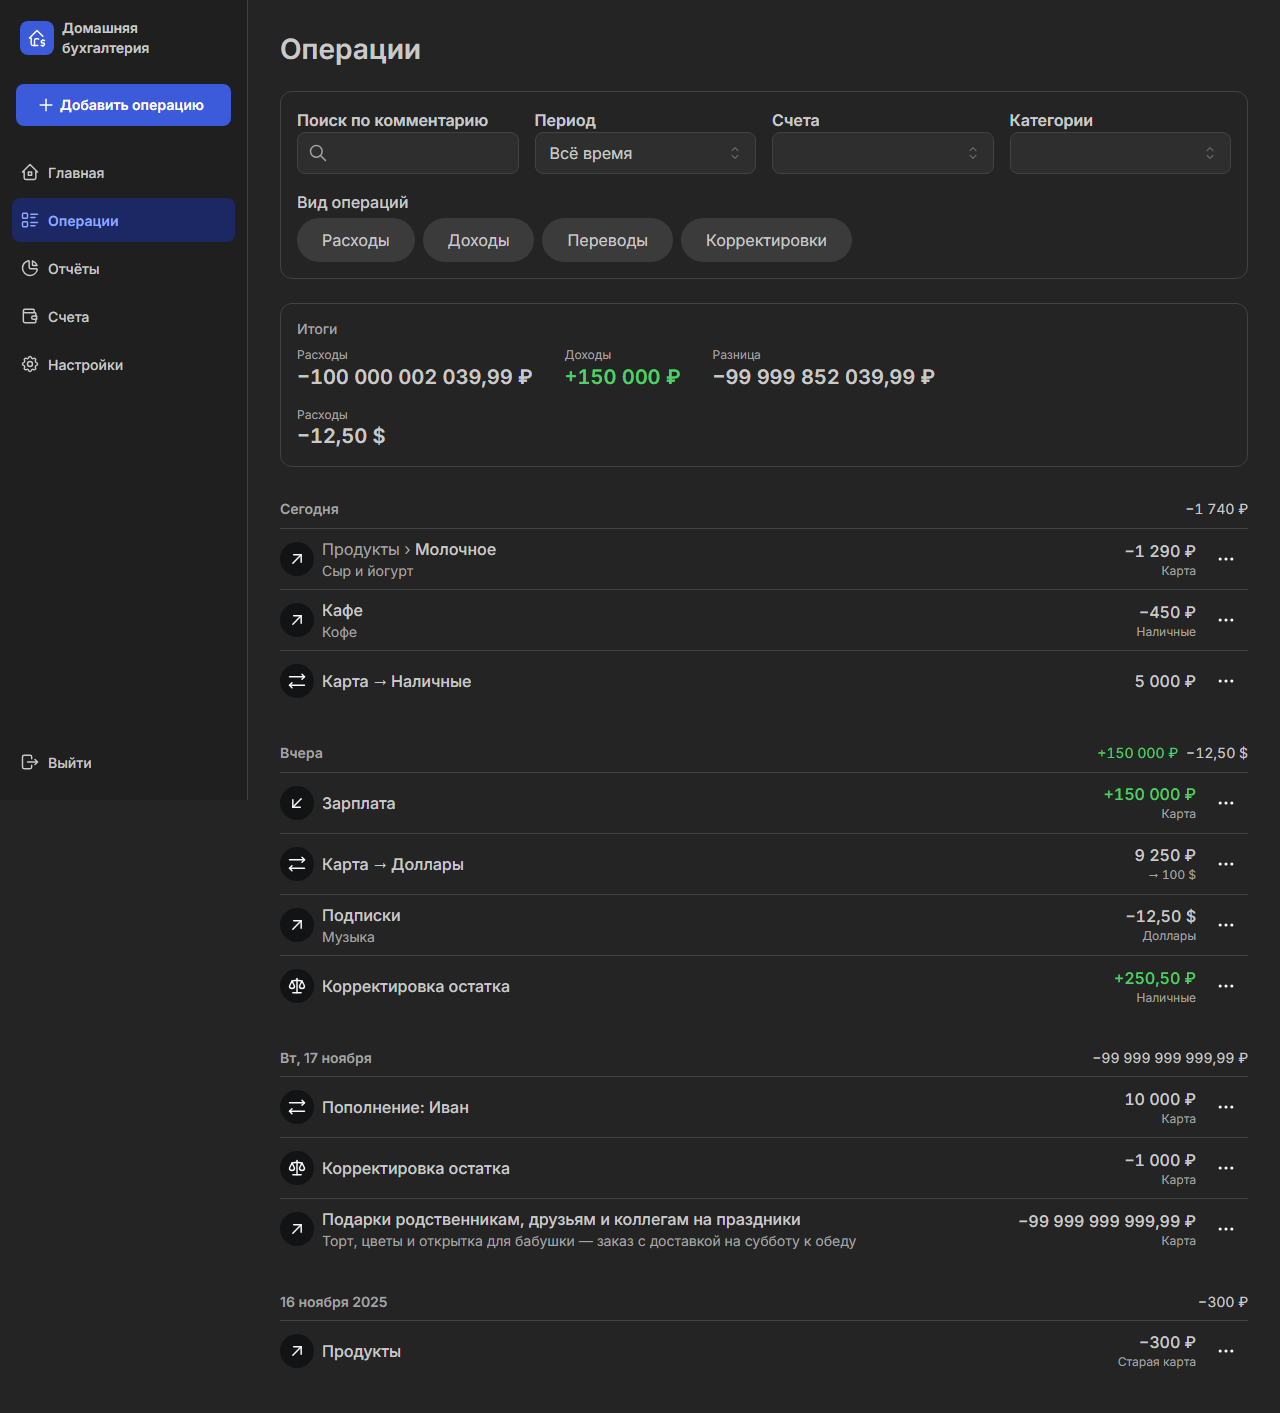 Домашняя
бухгалтерия
Добавить операцию
Главная
Операции
Отчёты
Счета
Настройки
Выйти
Операции
Поиск по комментарию
Период
Всё время
Счета
Категории
Вид операций
Расходы
Доходы
Переводы
Корректировки
Итоги
Расходы
−100 000 002 039,99 ₽
Доходы
+150 000 ₽
Разница
−99 999 852 039,99 ₽
Расходы
−12,50 $
Сегодня
−1 740 ₽
Продукты › Молочное
Сыр и йогурт
−1 290 ₽
Карта
Кафе
Кофе
−450 ₽
Наличные
Карта → Наличные
5 000 ₽
Вчера
+150 000 ₽ −12,50 $
Зарплата
+150 000 ₽
Карта
Карта → Доллары
9 250 ₽
→ 100 $
Подписки
Музыка
−12,50 $
Доллары
Корректировка остатка
+250,50 ₽
Наличные
Вт, 17 ноября
−99 999 999 999,99 ₽
Пополнение: Иван
10 000 ₽
Карта
Корректировка остатка
−1 000 ₽
Карта
Подарки родственникам, друзьям и коллегам на праздники
Торт, цветы и открытка для бабушки — заказ с доставкой на субботу к обеду
−99 999 999 999,99 ₽
Карта
16 ноября 2025
−300 ₽
Продукты
−300 ₽
Старая карта